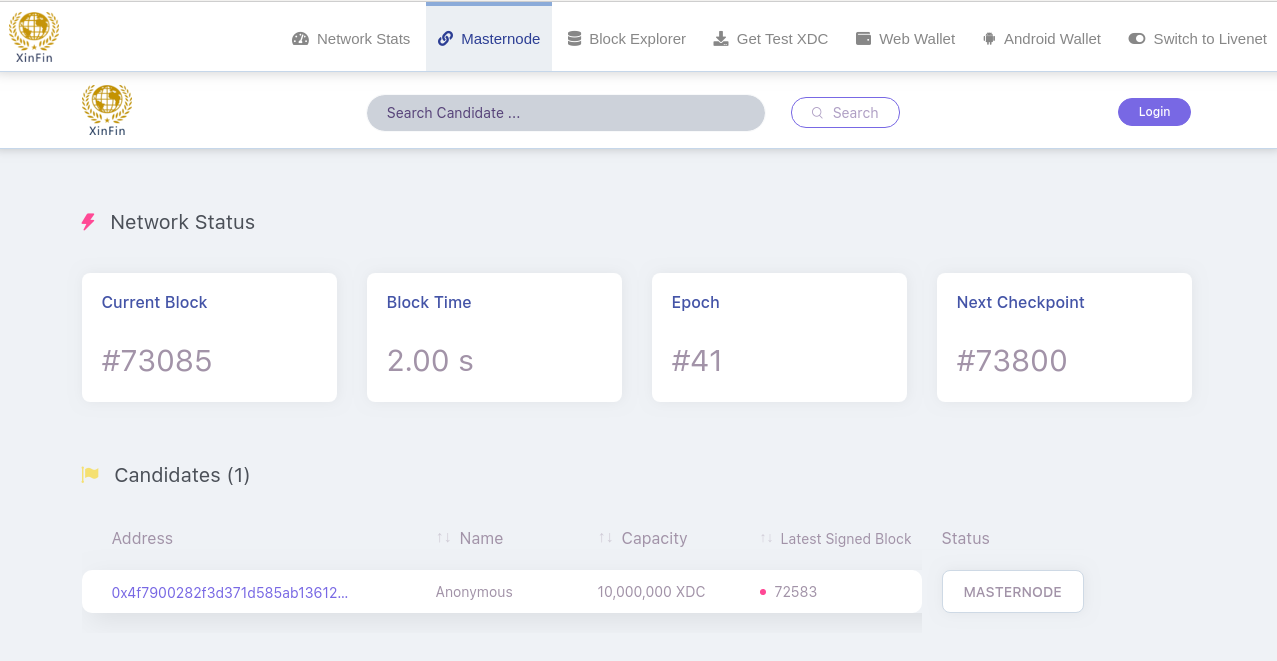 XinFin
Network Stats Masternode Block Explorer Get Test XDC Web Wallet Android Wallet Switch to Livenet
XinFin
Search Candidate ... Search Login
Network Status
Current Block Block Time Epoch Next Checkpoint
#73085 2.00 s #41 #73800
Candidates (1)
Address ↑↓ Name ↑↓ Capacity ↑↓ Latest Signed Block Status
0x4f7900282f3d371d585ab13612... Anonymous 10,000,000 XDC 72583 MASTERNODE